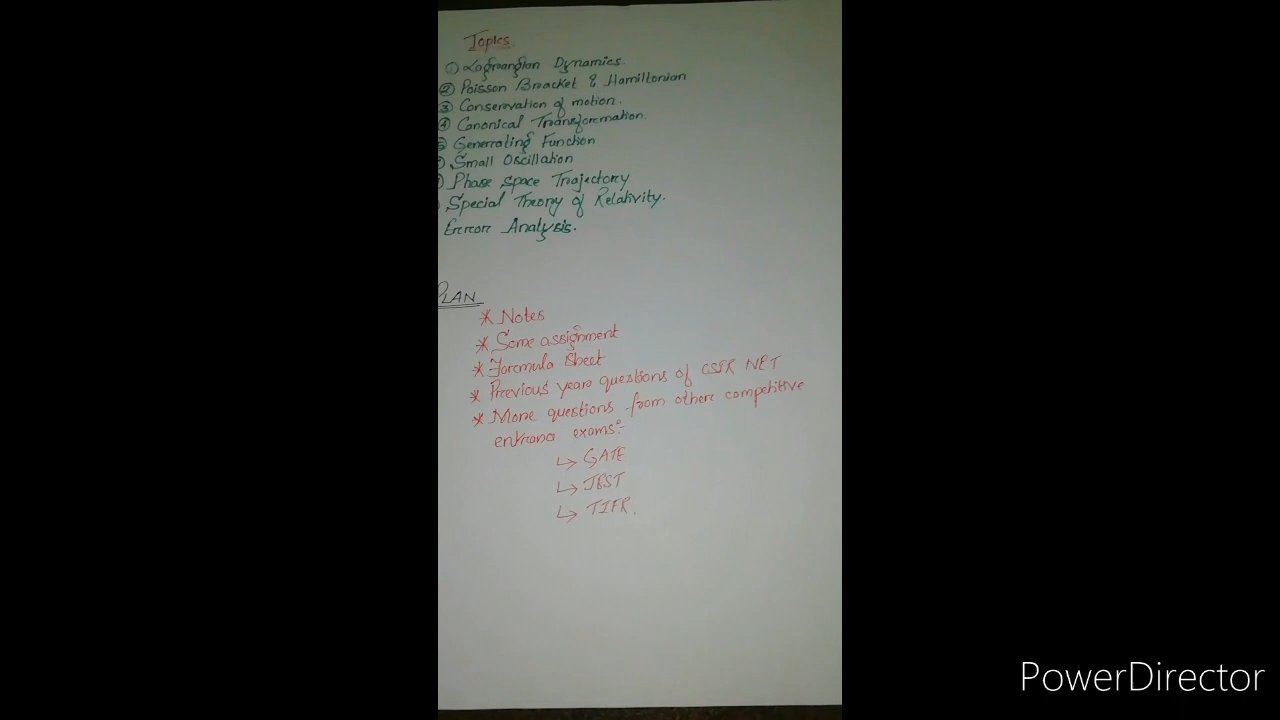 Topics
① Lagrangian Dynamics.
② Poisson Bracket & Hamiltonian
③ Conservation of motion.
④ Canonical Transformation.
⑤ Generating Function
Small Oscillation
Phase space Trajectory
Special Theory of Relativity.
Error Analysis.
PLAN
* Notes
* Some assignment
* Formula sheet
* Previous years questions of CSIR NET
* More questions from other competitive
entrance exams:-
↳ GATE
↳ JEST
↳ TIFR.
PowerDirector